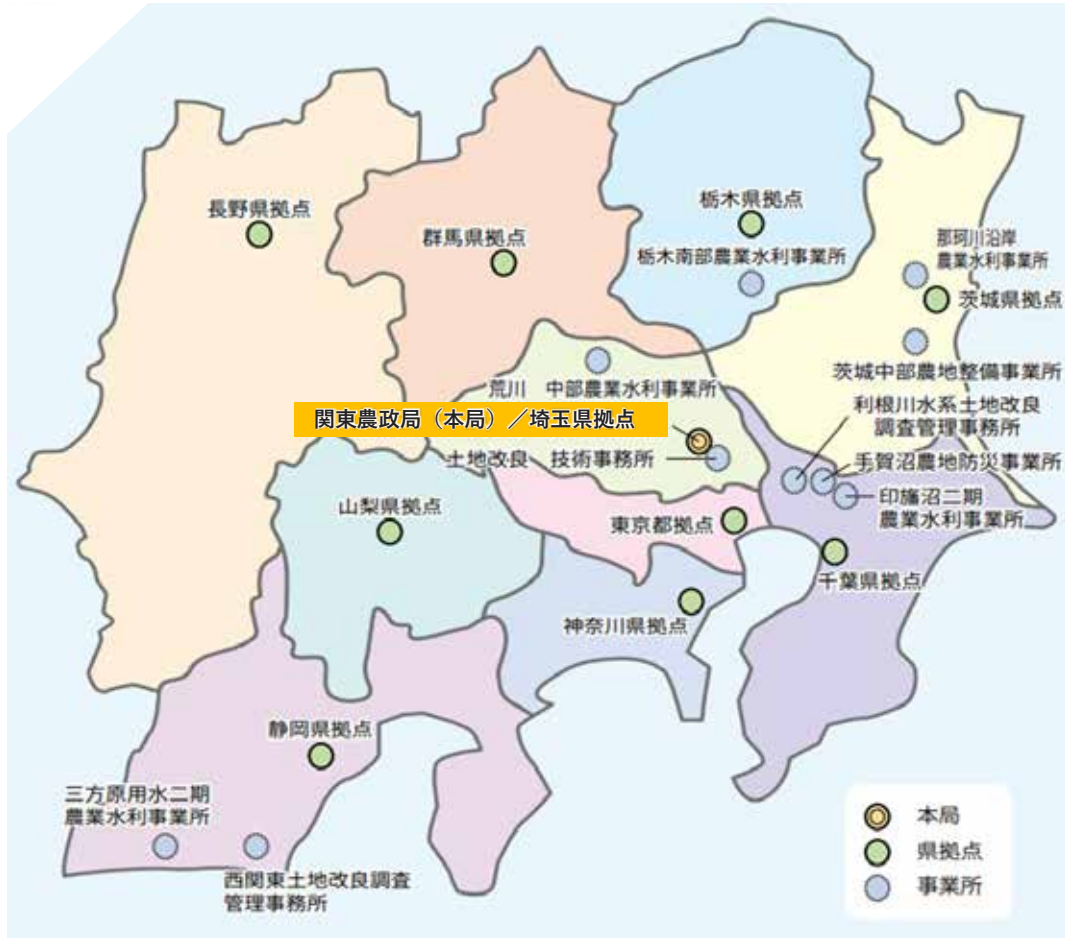 長野県拠点
群馬県拠点
栃木県拠点
栃木南部農業水利事業所
那珂川沿岸
農業水利事業所
茨城県拠点
茨城中部農地整備事業所
荒川　中部農業水利事業所
関東農政局（本局）／埼玉県拠点
土地改良　技術事務所
利根川水系土地改良
調査管理事務所
手賀沼農地防災事業所
印旛沼二期
農業水利事業所
山梨県拠点
東京都拠点
千葉県拠点
神奈川県拠点
静岡県拠点
三方原用水二期
農業水利事業所
西関東土地改良調査
管理事務所
本局
県拠点
事業所